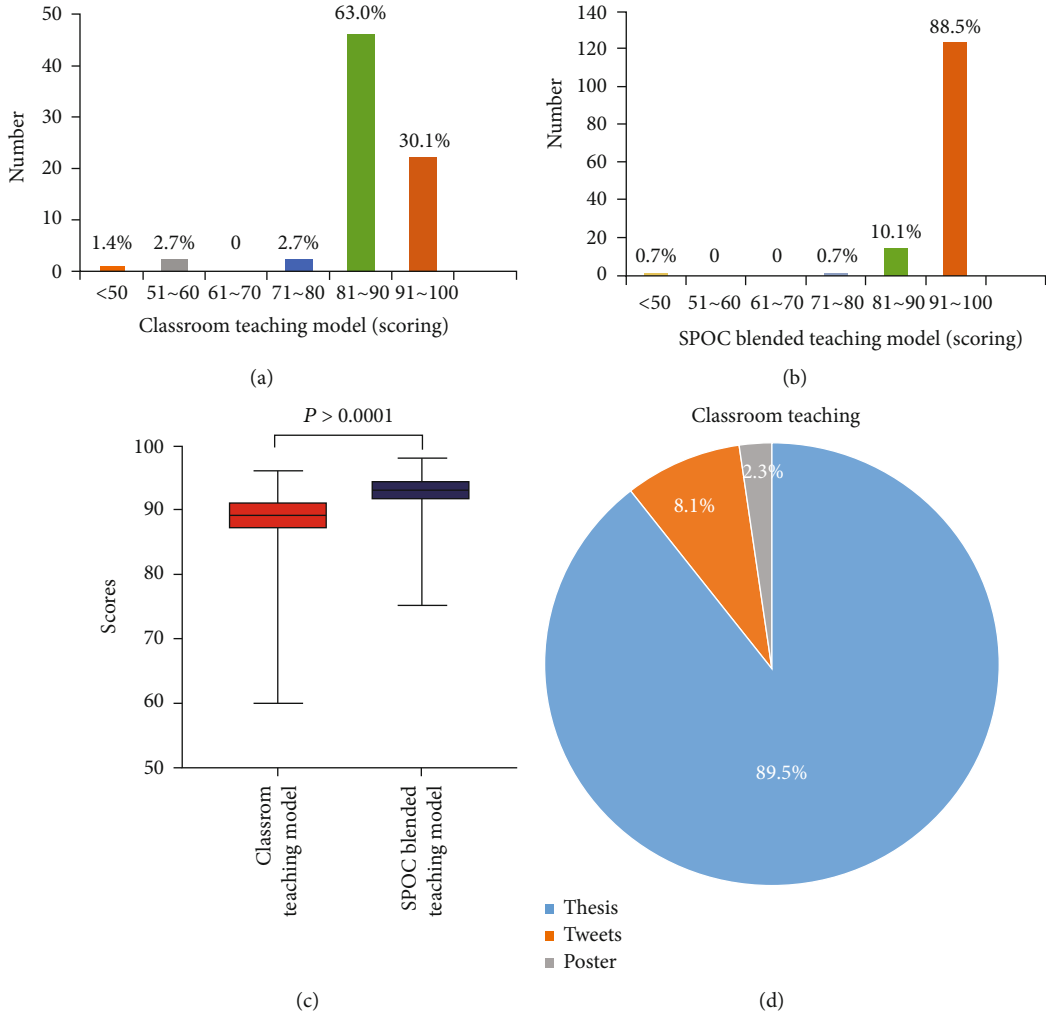 50
40
30
20
10
0
Number
1.4%
2.7%
0
2.7%
63.0%
30.1%
<50 51~60 61~70 71~80 81~90 91~100
Classroom teaching model (scoring)
(a)
140
120
100
80
60
40
20
0
Number
0.7%
0
0
0.7%
10.1%
88.5%
<50 51~60 61~70 71~80 81~90 91~100
SPOC blended teaching model (scoring)
(b)
P > 0.0001
100
90
80
70
60
50
Scores
Classrom
teaching model
SPOC blended
teaching model
(c)
Classroom teaching
2.3%
8.1%
89.5%
Thesis
Tweets
Poster
(d)